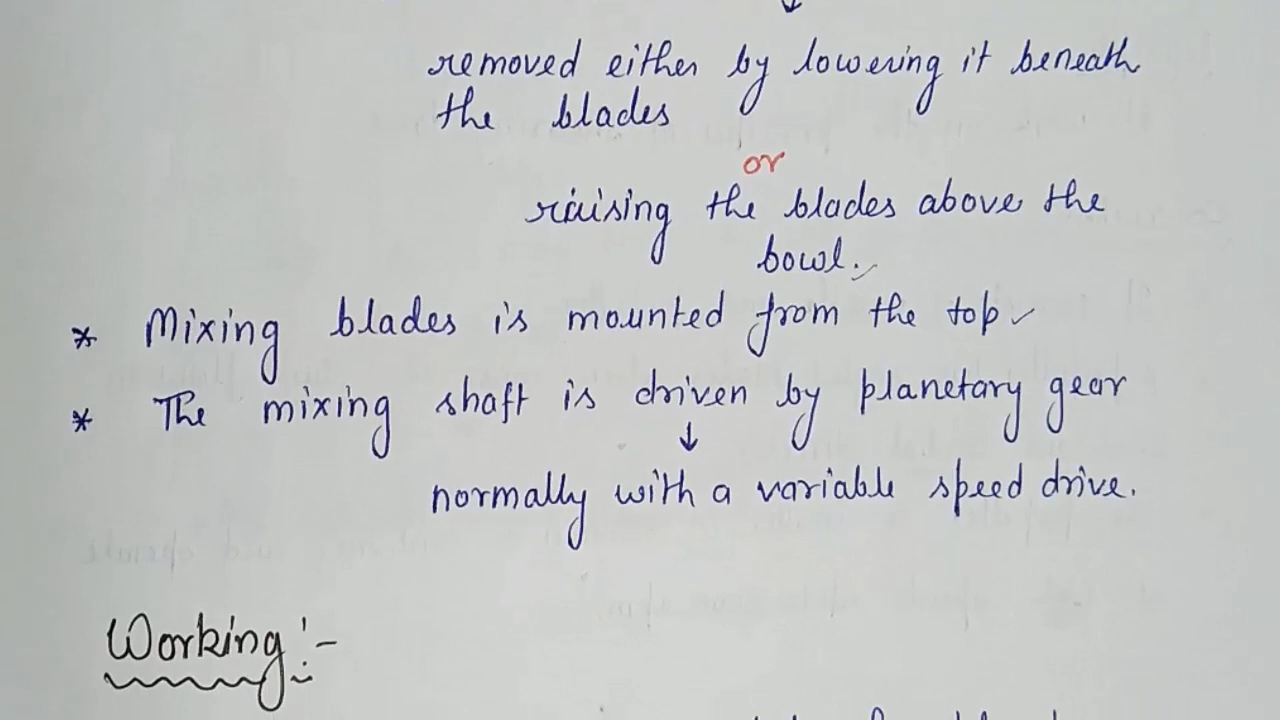 ↓
removed either by lowering it beneath
the blades
or
raising the blades above the
bowl.
* Mixing blades is mounted from the top
* The mixing shaft is driven by planetary gear
↓
normally with a variable speed drive.
Working :-